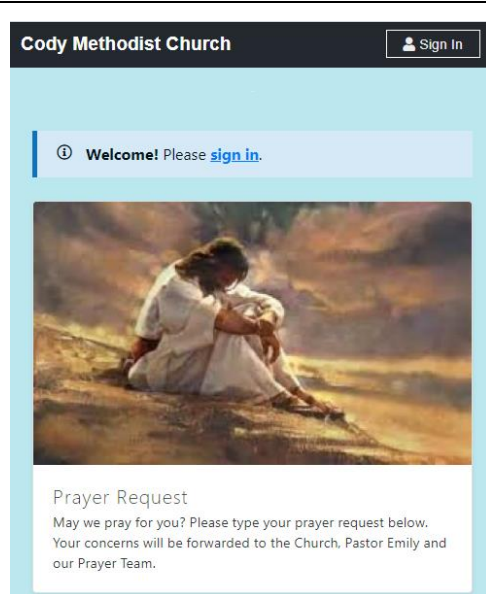 Cody Methodist Church
Sign In
Welcome! Please sign in.
Prayer Request
May we pray for you? Please type your prayer request below.
Your concerns will be forwarded to the Church, Pastor Emily and
our Prayer Team.